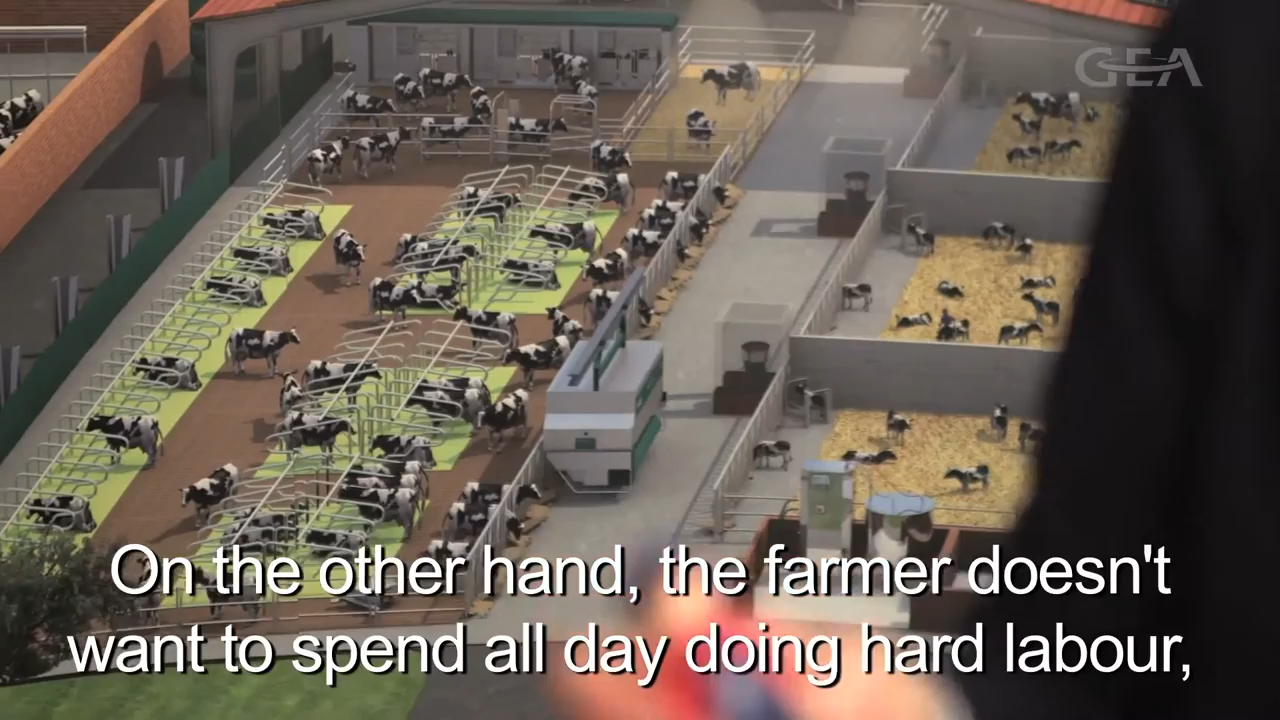 GEA
On the other hand, the farmer doesn't
want to spend all day doing hard labour,